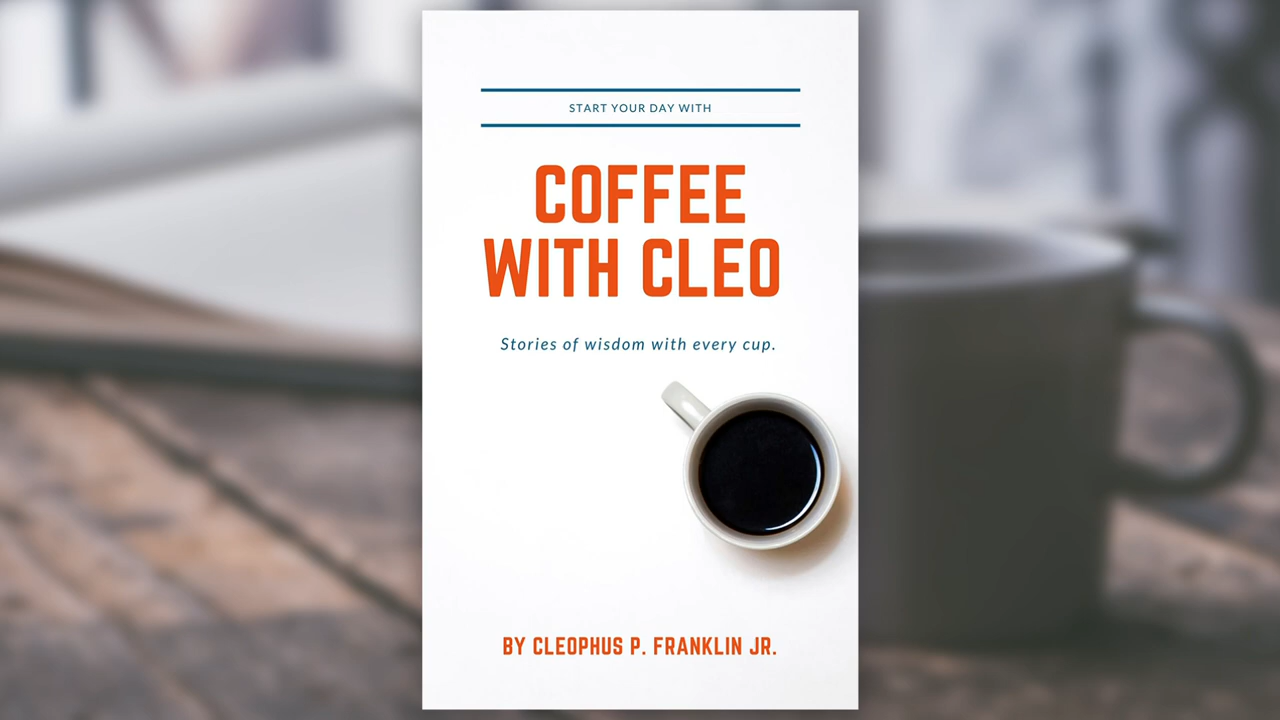 START YOUR DAY WITH
COFFEE
WITH CLEO
Stories of wisdom with every cup.
BY CLEOPHUS P. FRANKLIN JR.